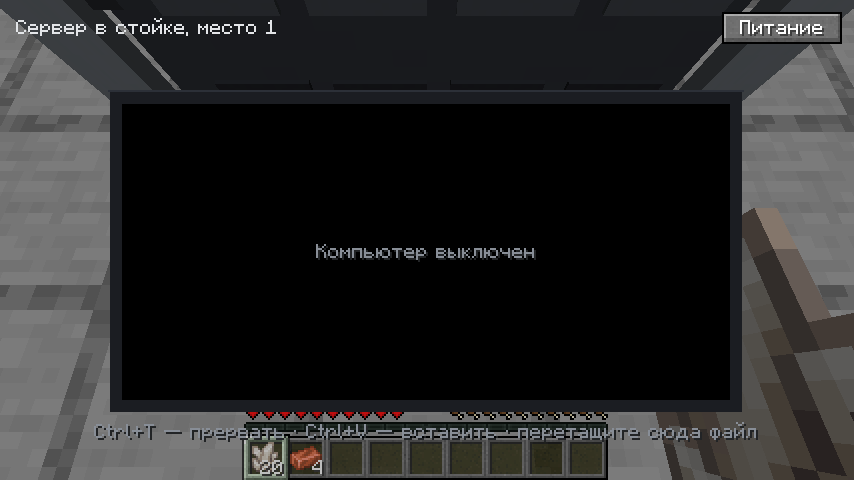 Сервер в стойке, место 1
Питание
Компьютер выключен
Ctrl+T — прервать · Ctrl+V — вставить · перетащите сюда файл
20
4